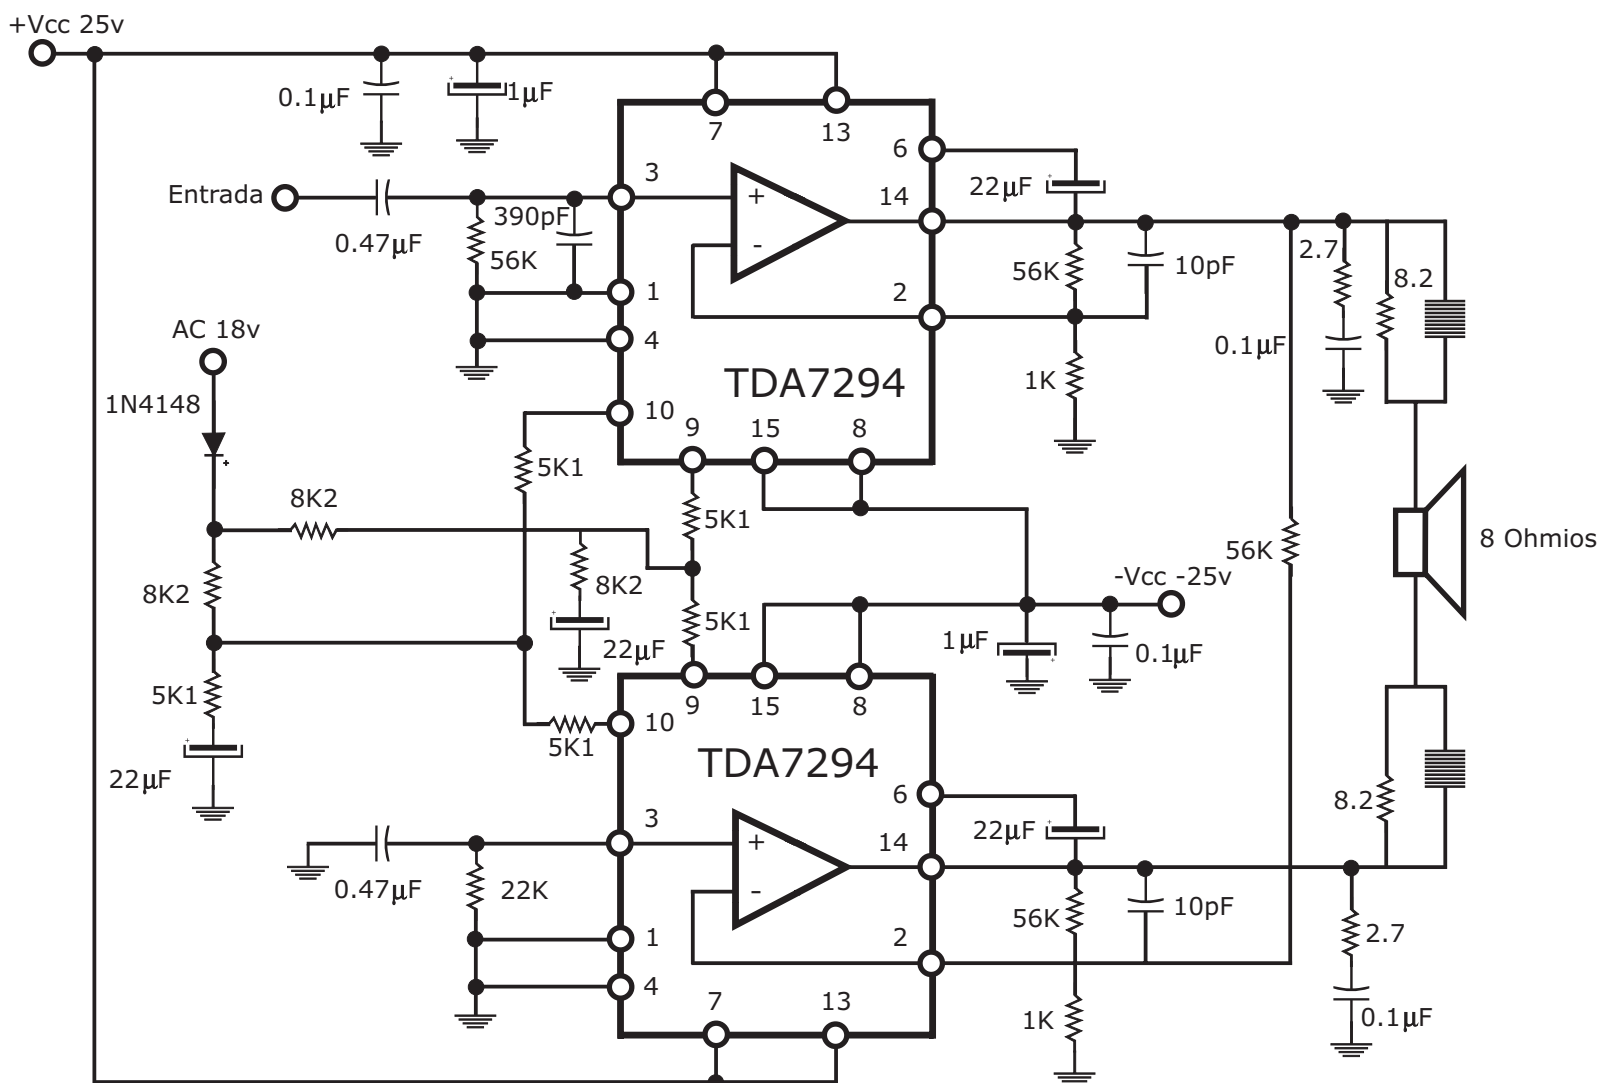 +Vcc 25v
0.1µF
1µF
7
13
6
Entrada
3
+
22µF
14
390pF
0.47µF
56K
-
56K
10pF
2.7
8.2
1
2
0.1µF
AC 18v
4
1K
TDA7294
1N4148
10
9
15
8
5K1
8K2
5K1
8 Ohmios
56K
8K2
8K2
-Vcc -25v
5K1
22µF
1µF
0.1µF
5K1
9
15
8
10
5K1
TDA7294
22µF
6
8.2
3
+
22µF
14
0.47µF
22K
-
56K
10pF
2.7
1
2
4
7
13
1K
0.1µF